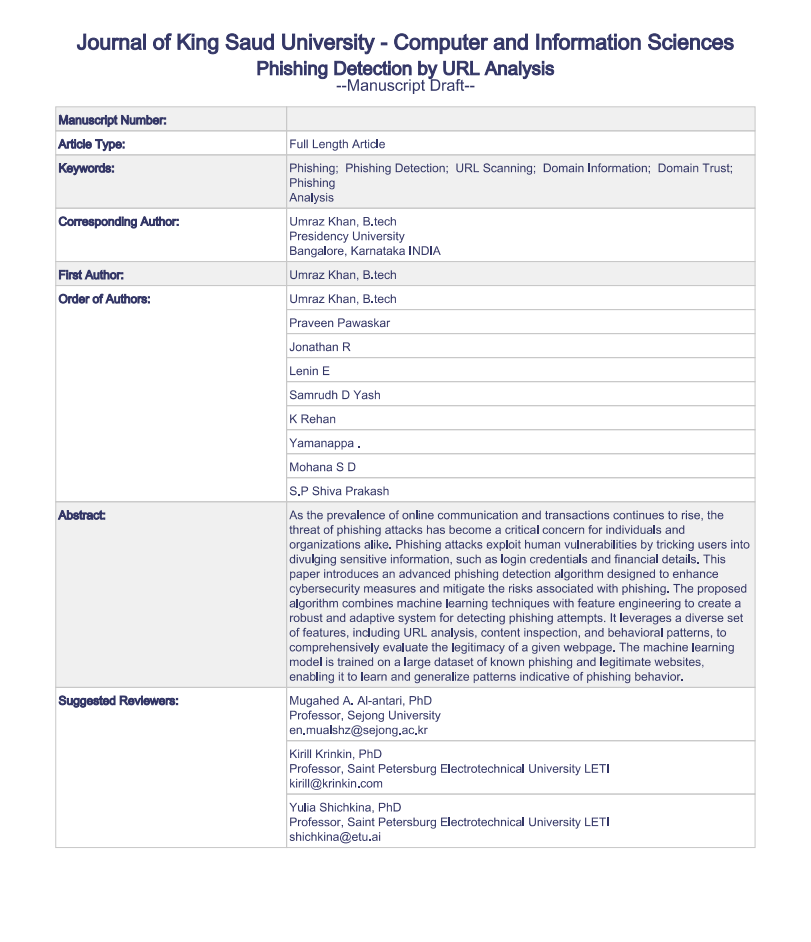 Journal of King Saud University - Computer and Information Sciences
Phishing Detection by URL Analysis
--Manuscript Draft--
Manuscript Number:
Article Type: Full Length Article
Keywords: Phishing; Phishing Detection; URL Scanning; Domain Information; Domain Trust;
Phishing
Analysis
Corresponding Author: Umraz Khan, B.tech
Presidency University
Bangalore, Karnataka INDIA
First Author: Umraz Khan, B.tech
Order of Authors: Umraz Khan, B.tech
Praveen Pawaskar
Jonathan R
Lenin E
Samrudh D Yash
K Rehan
Yamanappa .
Mohana S D
S.P Shiva Prakash
Abstract: As the prevalence of online communication and transactions continues to rise, the
threat of phishing attacks has become a critical concern for individuals and
organizations alike. Phishing attacks exploit human vulnerabilities by tricking users into
divulging sensitive information, such as login credentials and financial details. This
paper introduces an advanced phishing detection algorithm designed to enhance
cybersecurity measures and mitigate the risks associated with phishing. The proposed
algorithm combines machine learning techniques with feature engineering to create a
robust and adaptive system for detecting phishing attempts. It leverages a diverse set
of features, including URL analysis, content inspection, and behavioral patterns, to
comprehensively evaluate the legitimacy of a given webpage. The machine learning
model is trained on a large dataset of known phishing and legitimate websites,
enabling it to learn and generalize patterns indicative of phishing behavior.
Suggested Reviewers: Mugahed A. Al-antari, PhD
Professor, Sejong University
en.mualshz@sejong.ac.kr
Kirill Krinkin, PhD
Professor, Saint Petersburg Electrotechnical University LETI
kirill@krinkin.com
Yulia Shichkina, PhD
Professor, Saint Petersburg Electrotechnical University LETI
shichkina@etu.ai